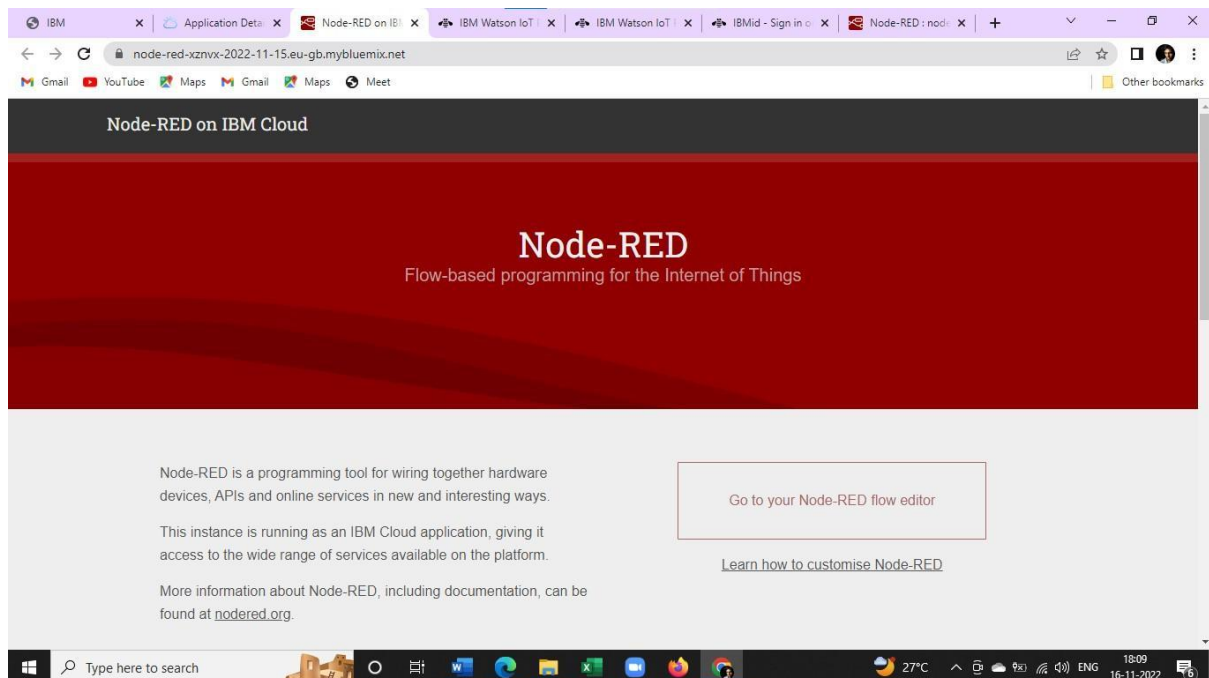 IBM
Application Deta
Node-RED on IB
IBM Watson IoT
IBM Watson IoT
IBMid - Sign in o
Node-RED : node
node-red-xznvx-2022-11-15.eu-gb.mybluemix.net
Gmail YouTube Maps Gmail Maps Meet Other bookmarks
Node-RED on IBM Cloud
Node-RED
Flow-based programming for the Internet of Things
Node-RED is a programming tool for wiring together hardware
devices, APIs and online services in new and interesting ways.
This instance is running as an IBM Cloud application, giving it
access to the wide range of services available on the platform.
More information about Node-RED, including documentation, can be
found at nodered.org.
Go to your Node-RED flow editor
Learn how to customise Node-RED
Type here to search
27°C
ENG
18:09
16-11-2022
6